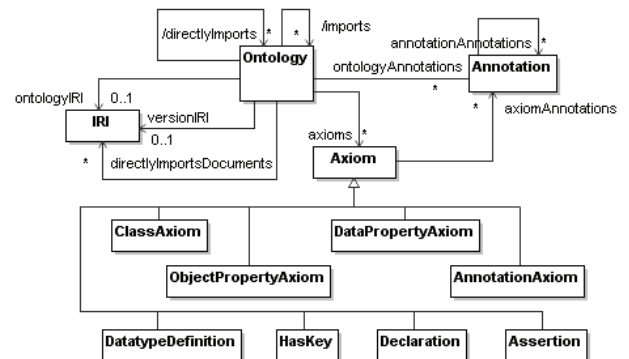 /directlyImports * * /imports
annotationAnnotations *
Ontology
ontologyAnnotations
Annotation
*
ontologyIRI 0..1
IRI
versionIRI
0..1
* directlyImportsDocuments
* axiomAnnotations
axioms *
Axiom
ClassAxiom
DataPropertyAxiom
ObjectPropertyAxiom
AnnotationAxiom
DatatypeDefinition
HasKey
Declaration
Assertion